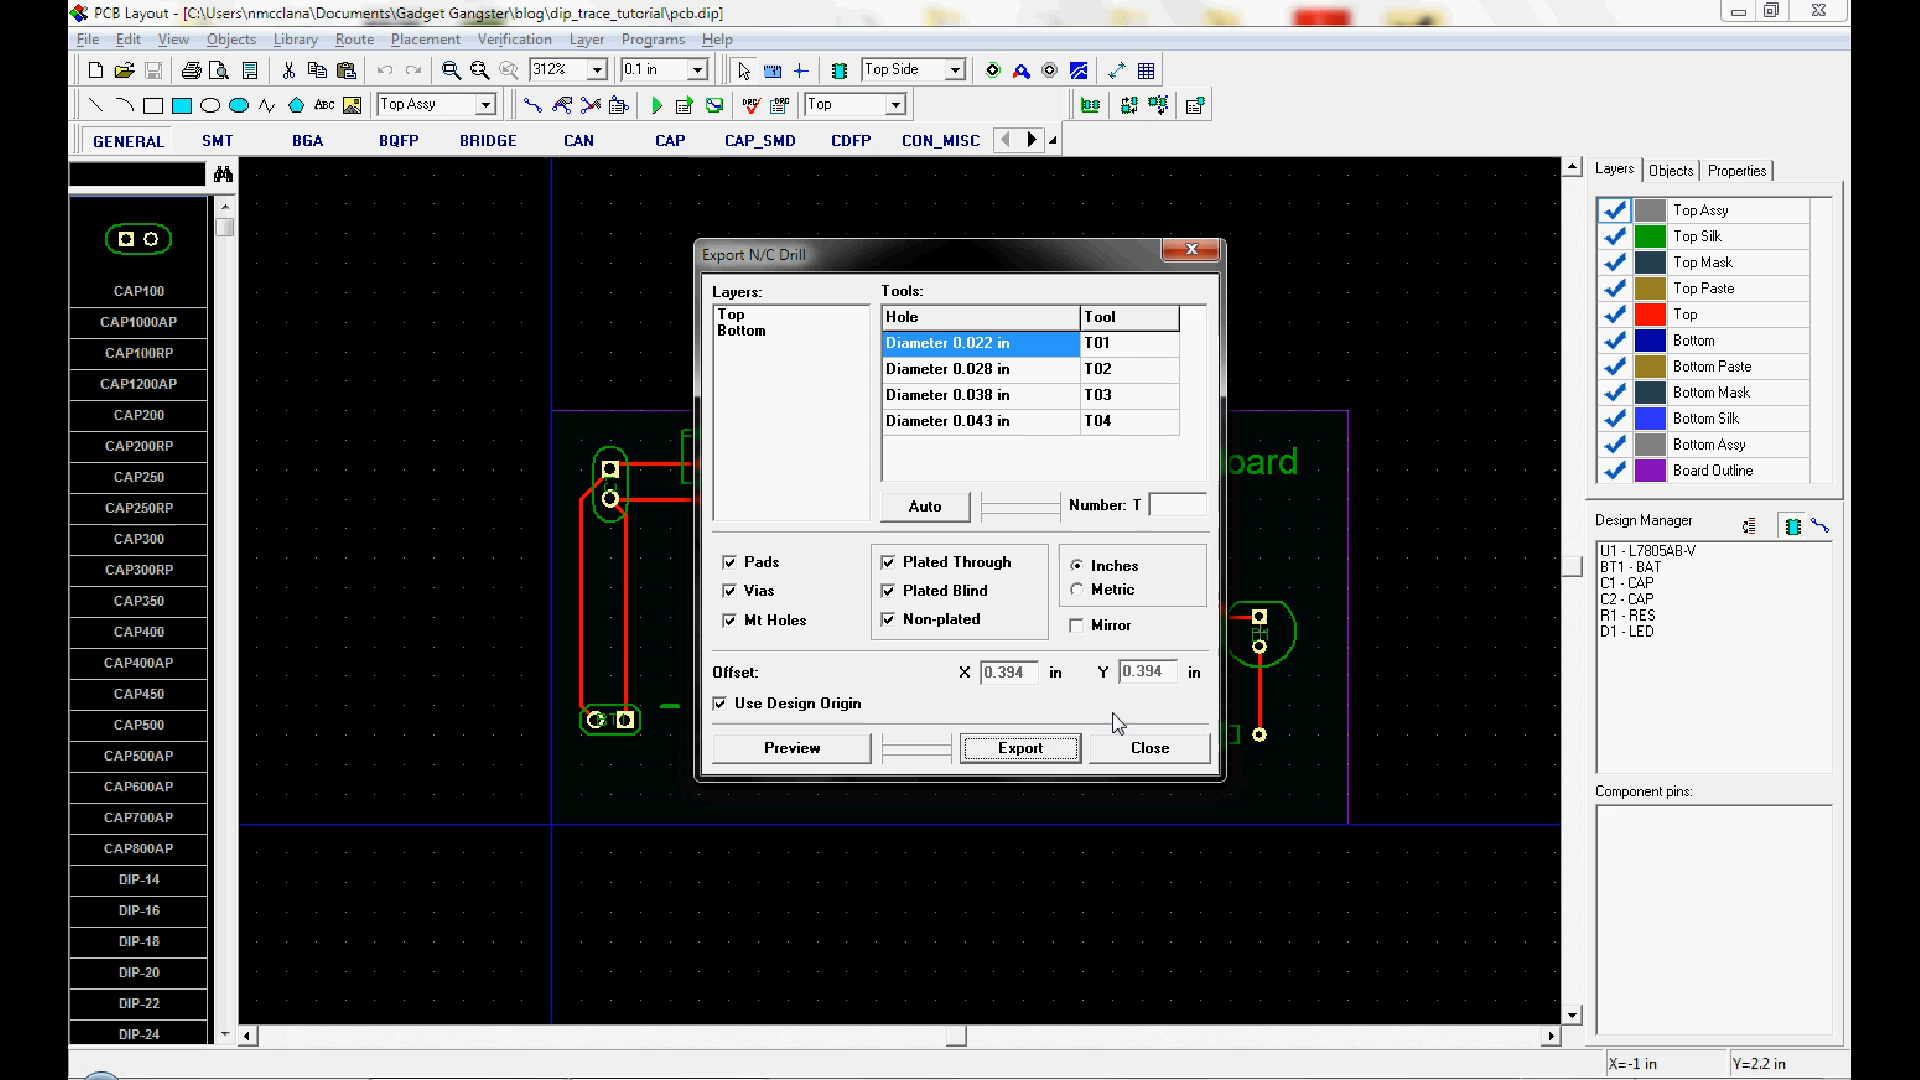 PCB Layout - [C:\Users\nmcclana\Documents\Gadget Gangster\blog\dip_trace_tutorial\pcb.dip]
File Edit View Objects Library Route Placement Verification Layer Programs Help
312% 0.1 in Top Side
ABC Top Assy DRC DRC Top
GENERAL SMT BGA BQFP BRIDGE CAN CAP CAP_SMD CDFP CON_MISC
CAP100
CAP1000AP
CAP100RP
CAP1200AP
CAP200
CAP200RP
CAP250
CAP250RP
CAP300
CAP300RP
CAP350
CAP400
CAP400AP
CAP450
CAP500
CAP500AP
CAP600AP
CAP700AP
CAP800AP
DIP-14
DIP-16
DIP-18
DIP-20
DIP-22
DIP-24
oard
Export N/C Drill
Layers:
Top
Bottom
Tools:
Hole Tool
Diameter 0.022 in T01
Diameter 0.028 in T02
Diameter 0.038 in T03
Diameter 0.043 in T04
Auto Number: T
Pads
Vias
Mt Holes
Plated Through
Plated Blind
Non-plated
Inches
Metric
Mirror
Offset: X 0.394 in Y 0.394 in
Use Design Origin
Preview Export Close
Layers Objects Properties
Top Assy
Top Silk
Top Mask
Top Paste
Top
Bottom
Bottom Paste
Bottom Mask
Bottom Silk
Bottom Assy
Board Outline
Design Manager
U1 - L7805AB-V
BT1 - BAT
C1 - CAP
C2 - CAP
R1 - RES
D1 - LED
Component pins:
X=-1 in Y=2.2 in